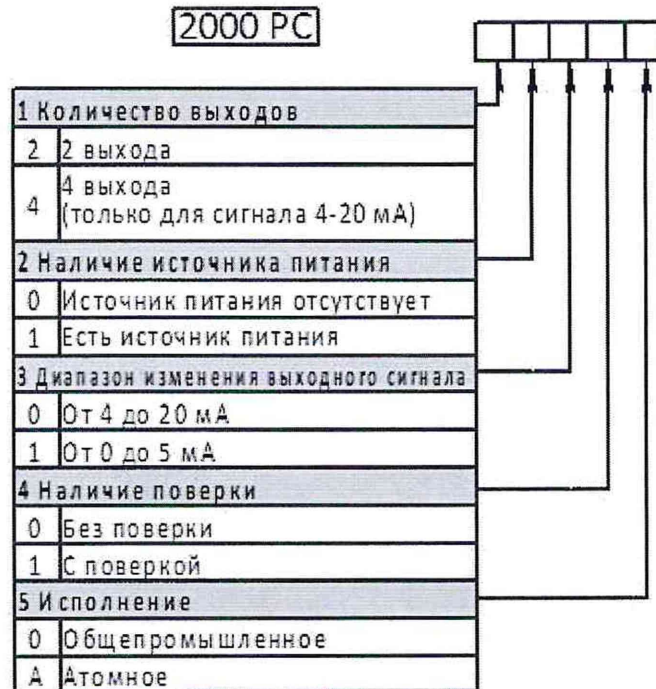 2000 РС
1 Количество выходов
2 2 выхода
4 4 выхода
(только для сигнала 4-20 мА)
2 Наличие источника питания
0 Источник питания отсутствует
1 Есть источник питания
3 Диапазон изменения выходного сигнала
0 От 4 до 20 мА
1 От 0 до 5 мА
4 Наличие поверки
0 Без поверки
1 С поверкой
5 Исполнение
0 Общепромышленное
А Атомное